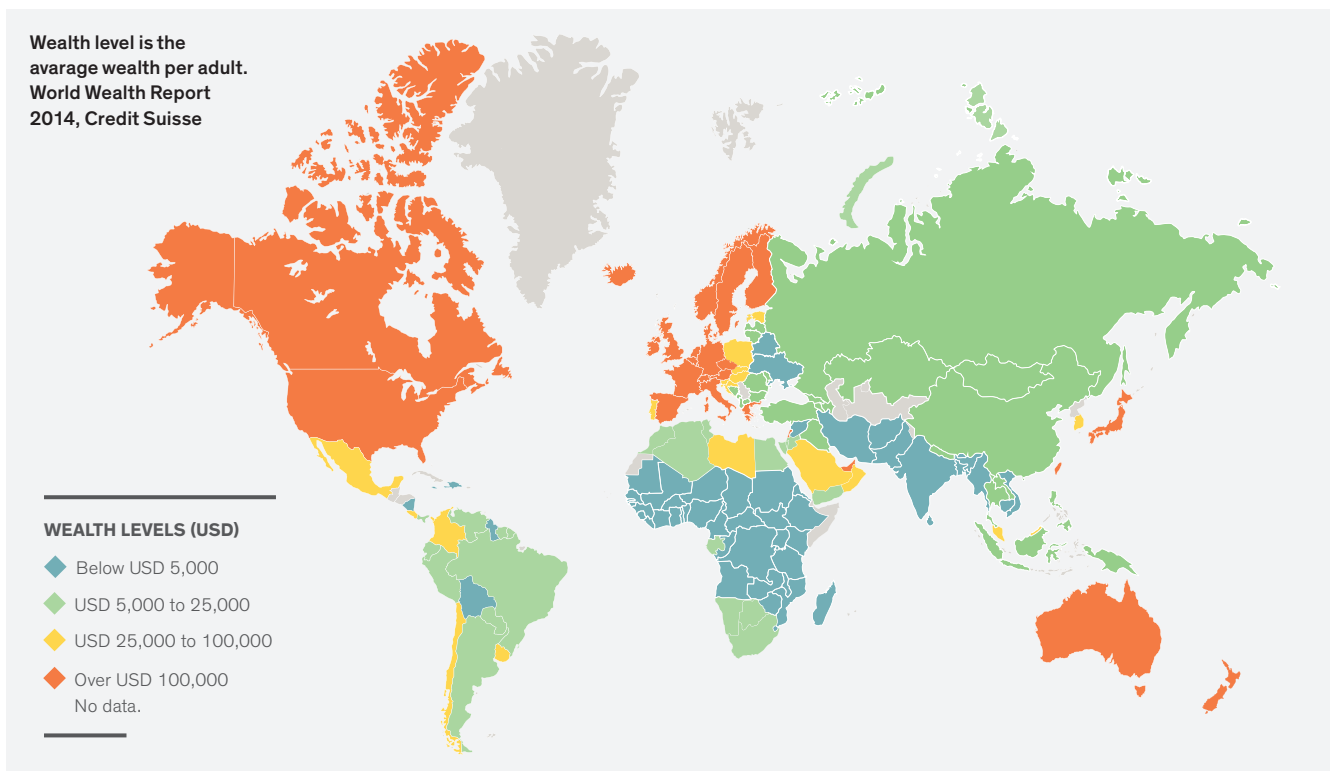 Wealth level is the
avarage wealth per adult.
World Wealth Report
2014, Credit Suisse
WEALTH LEVELS (USD)
Below USD 5,000
USD 5,000 to 25,000
USD 25,000 to 100,000
Over USD 100,000
No data.